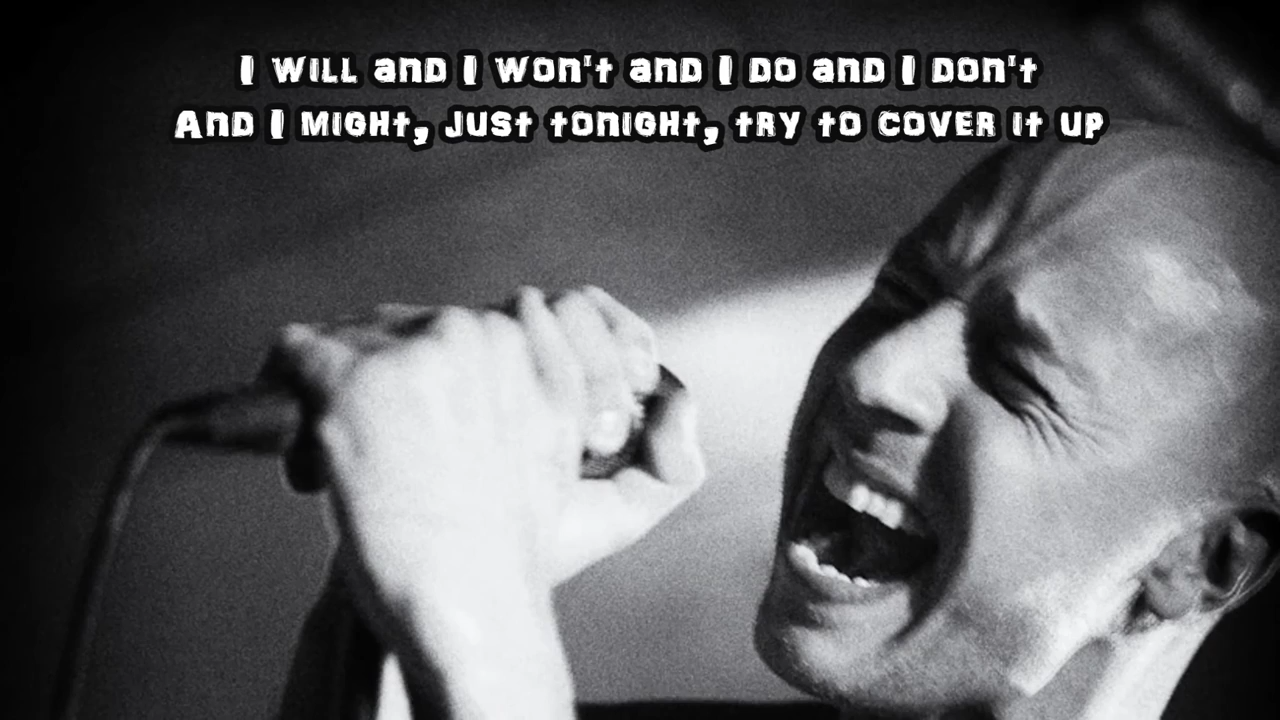 I WILL and I WON't and I DO and I DON't
And I MIGHt, JUSt tONIGHt, tRY tO COVER It UP